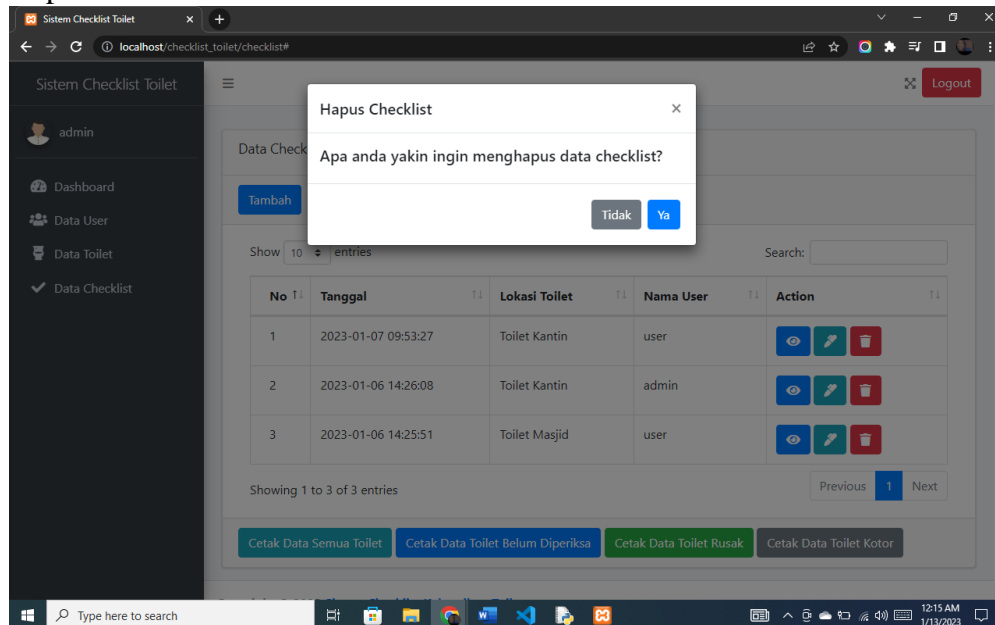 Sistem Checklist Toilet
localhost/checklist_toilet/checklist#
Sistem Checklist Toilet
Logout
admin
Dashboard
Data User
Data Toilet
Data Checklist
Hapus Checklist
Apa anda yakin ingin menghapus data checklist?
Tidak Ya
Data Check
Tambah
Show 10 entries Search:
No Tanggal Lokasi Toilet Nama User Action
1 2023-01-07 09:53:27 Toilet Kantin user
2 2023-01-06 14:26:08 Toilet Kantin admin
3 2023-01-06 14:25:51 Toilet Masjid user
Showing 1 to 3 of 3 entries Previous 1 Next
Cetak Data Semua Toilet Cetak Data Toilet Belum Diperiksa Cetak Data Toilet Rusak Cetak Data Toilet Kotor
Type here to search
12:15 AM
1/13/2023